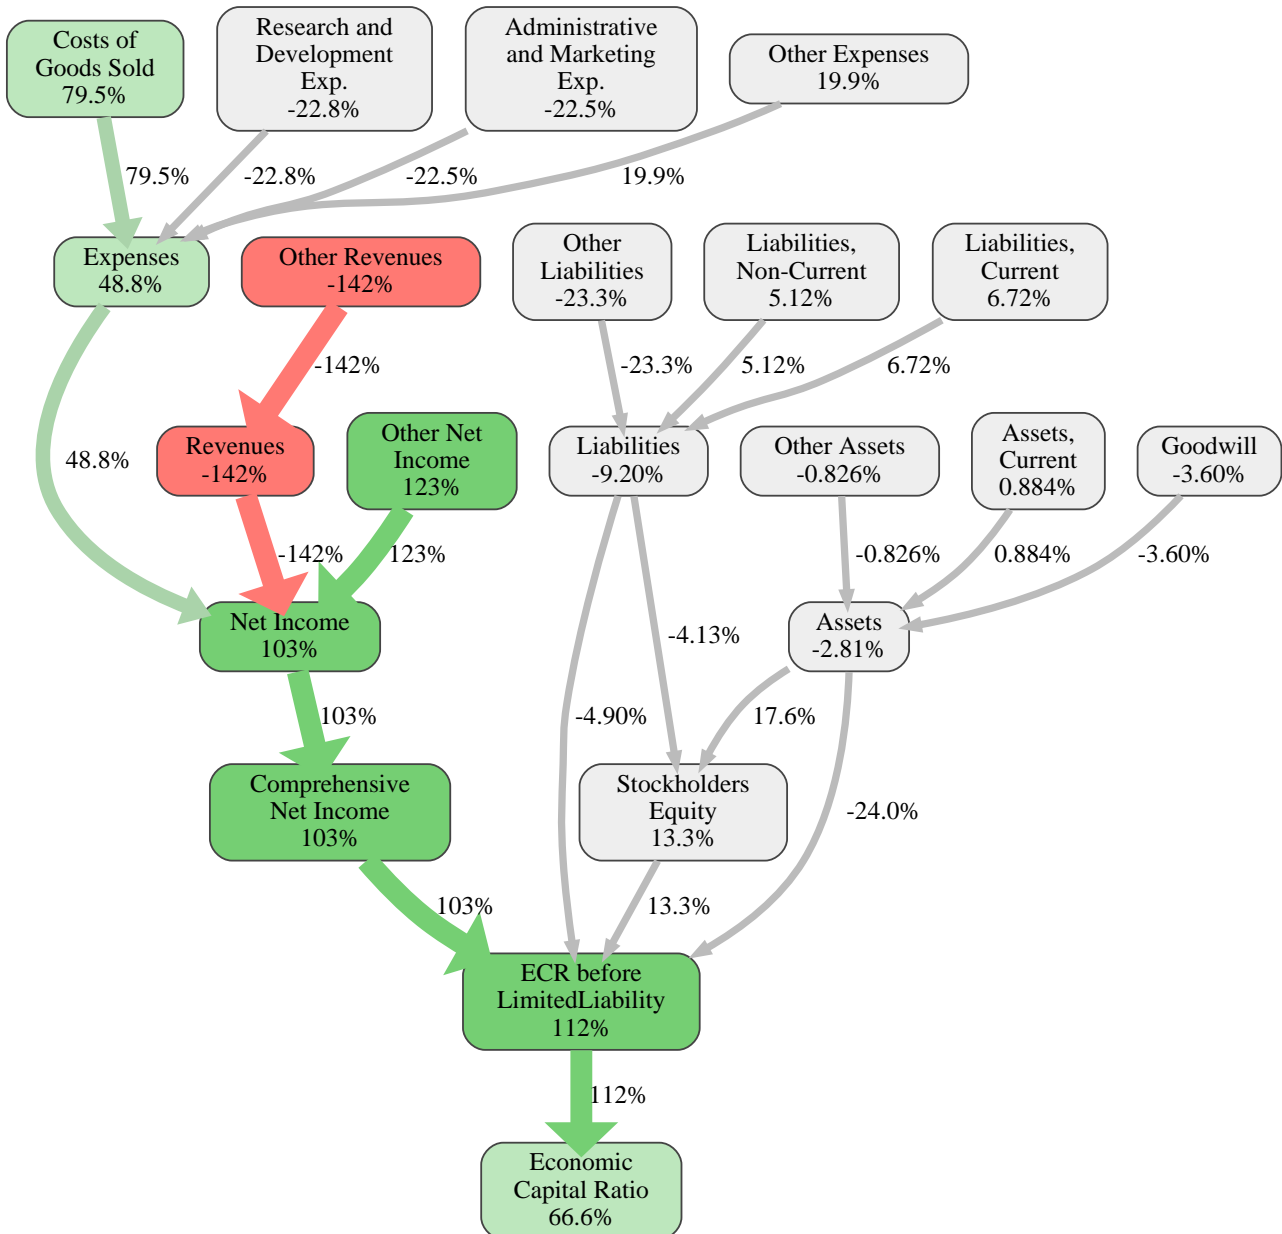 Costs of
Goods Sold
79.5%
Research and
Development
Exp.
-22.8%
Administrative
and Marketing
Exp.
-22.5%
Other Expenses
19.9%
79.5%
-22.8%
-22.5%
19.9%
Expenses
48.8%
Other Revenues
-142%
Other
Liabilities
-23.3%
Liabilities,
Non-Current
5.12%
Liabilities,
Current
6.72%
-142%
-23.3%
5.12%
6.72%
48.8%
Revenues
-142%
Other Net
Income
123%
Liabilities
-9.20%
Other Assets
-0.826%
Assets,
Current
0.884%
Goodwill
-3.60%
-142%
123%
-0.826%
0.884%
-3.60%
Net Income
103%
-4.13%
Assets
-2.81%
103%
-4.90%
17.6%
Comprehensive
Net Income
103%
Stockholders
Equity
13.3%
-24.0%
103%
13.3%
ECR before
LimitedLiability
112%
112%
Economic
Capital Ratio
66.6%